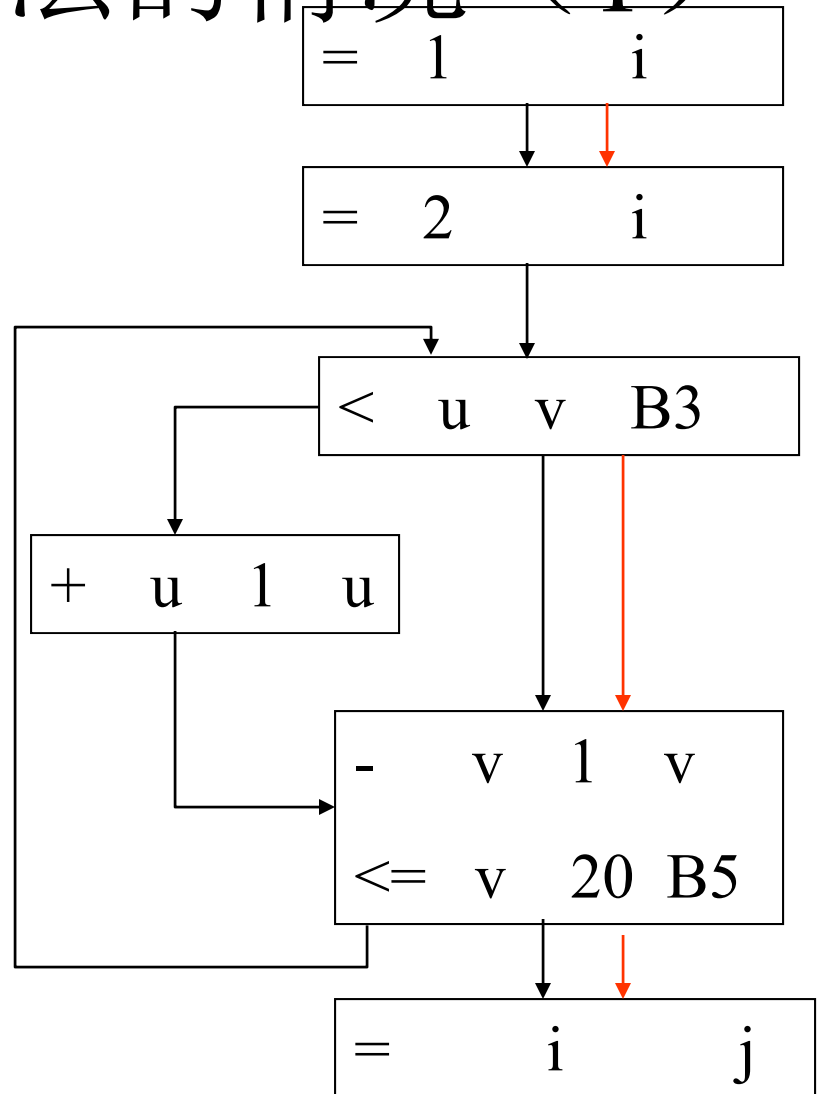 = 1 i
= 2 i
< u v B3
+ u 1 u
- v 1 v
<= v 20 B5
= i j